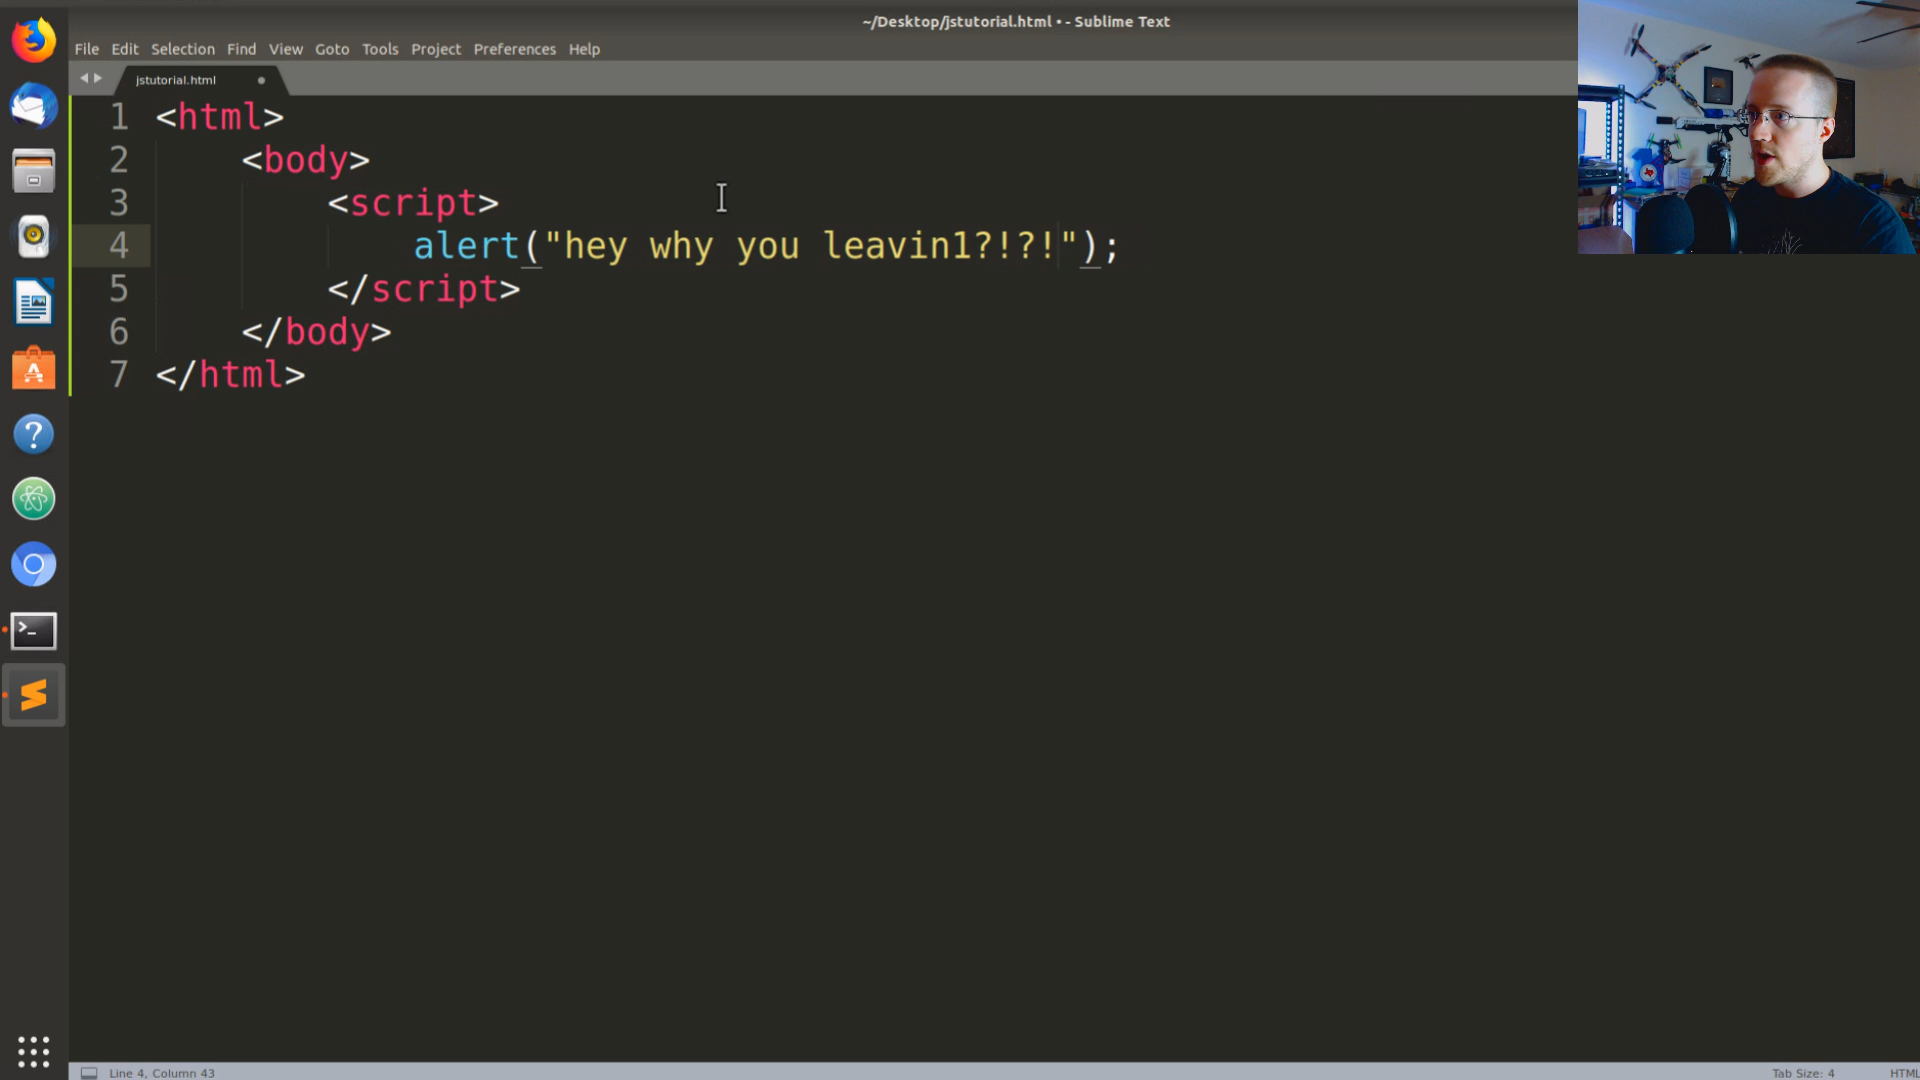 ~/Desktop/jstutorial.html • - Sublime Text
File Edit Selection Find View Goto Tools Project Preferences Help
jstutorial.html
1 <html>
2 <body>
3 <script>
4 alert("hey why you leavin1?!?!");
5 </script>
6 </body>
7 </html>
Line 4, Column 43
Tab Size: 4
HTML